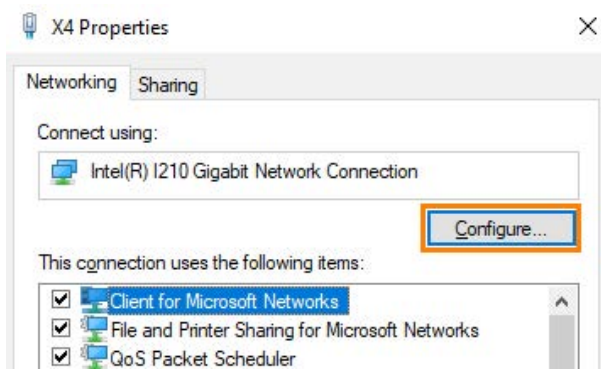 X4 Properties
Networking Sharing
Connect using:
Intel(R) I210 Gigabit Network Connection
Configure...
This connection uses the following items:
Client for Microsoft Networks
File and Printer Sharing for Microsoft Networks
QoS Packet Scheduler